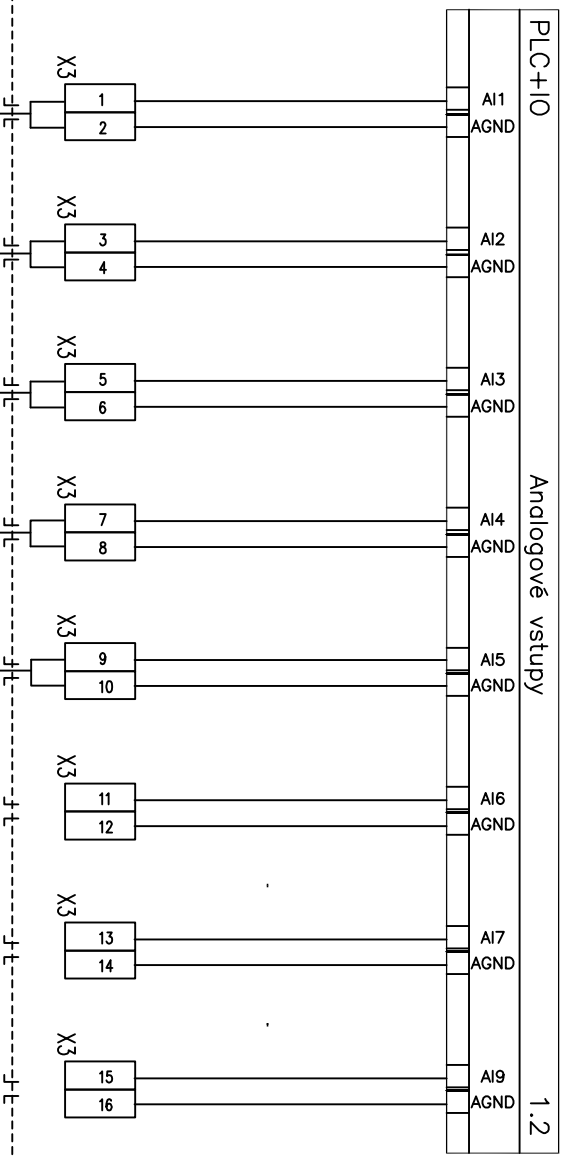 PLC+IO
Analogové vstupy
1.2
X3
1
AI1
2
AGND
X3
3
AI2
4
AGND
X3
5
AI3
6
AGND
X3
7
AI4
8
AGND
X3
9
AI5
10
AGND
X3
11
AI6
12
AGND
X3
13
AI7
14
AGND
X3
15
AI9
16
AGND